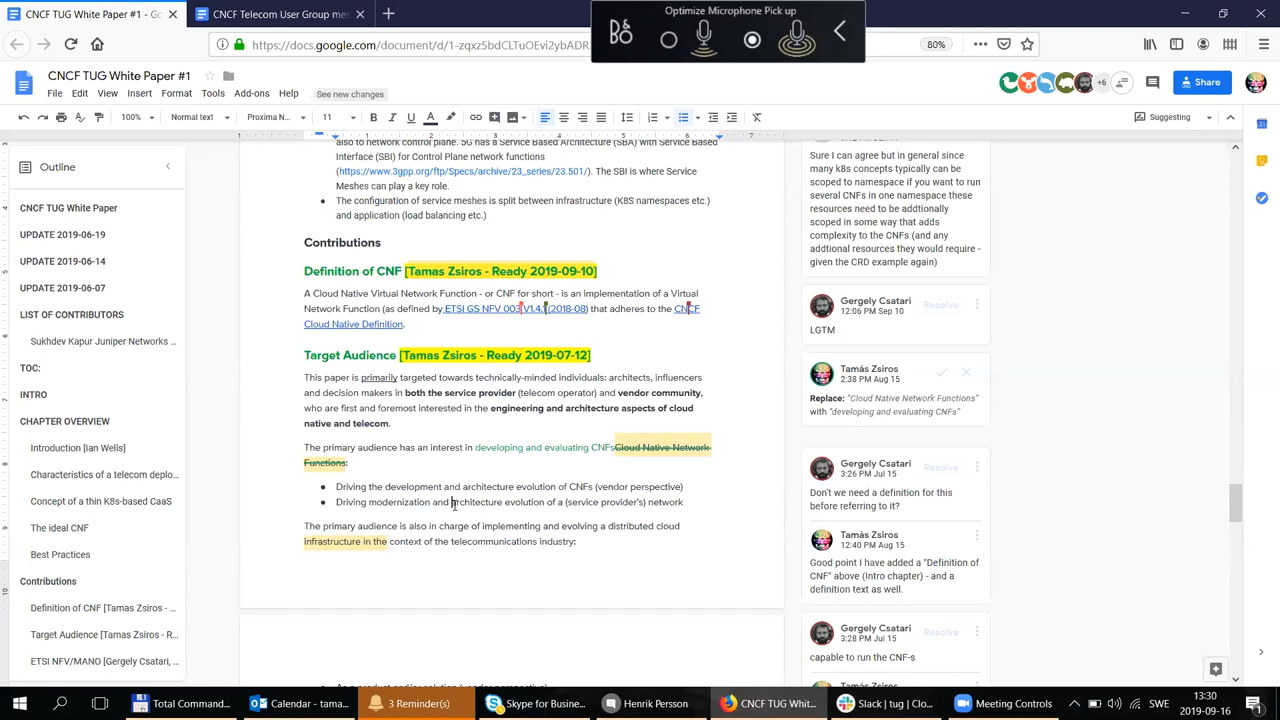 CNCF TUG White Paper #1 - G
CNCF Telecom User Group mee
Optimize Microphone Pick up
B&O
https://docs.google.com/document/d/1-zqxz5bdCLTuOEvi2ybADR
80%
CNCF TUG White Paper #1
File Edit View Insert Format Tools Add-ons Help See new changes
+6
Share
100% Normal text Proxima N... 11
Suggesting
Outline
CNCF TUG White Paper
UPDATE 2019-06-19
UPDATE 2019-06-14
UPDATE 2019-06-07
LIST OF CONTRIBUTORS
Sukhdev Kapur Juniper Networks ...
TOC:
INTRO
CHAPTER OVERVIEW
Introduction [Ian Wells]
Characteristics of a telecom deplo...
Concept of a thin K8s-based CaaS
The ideal CNF
Best Practices
Contributions
Definition of CNF [Tamas Zsiros - ...
Target Audience [Tamas Zsiros - R...
ETSI NFV/MANO [Gergely Csatari, ...
also to network control plane. 5G has a Service Based Architecture (SBA) with Service Based
Interface (SBI) for Control Plane network functions
(https://www.3gpp.org/ftp/Specs/archive/23_series/23.501/). The SBI is where Service
Meshes can play a key role.
● The configuration of service meshes is split between infrastructure (K8S namespaces etc.)
and application (load balancing etc.)
Contributions
Definition of CNF [Tamas Zsiros - Ready 2019-09-10]
A Cloud Native Virtual Network Function - or CNF for short - is an implementation of a Virtual
Network Function (as defined by ETSI GS NFV 003 V1.4.1 (2018-08) that adheres to the CNCF
Cloud Native Definition.
Target Audience [Tamas Zsiros - Ready 2019-07-12]
This paper is primarily targeted towards technically-minded individuals: architects, influencers
and decision makers in both the service provider (telecom operator) and vendor community,
who are first and foremost interested in the engineering and architecture aspects of cloud
native and telecom.
The primary audience has an interest in developing and evaluating CNFsCloud Native Network
Functions:
● Driving the development and architecture evolution of CNFs (vendor perspective)
● Driving modernization and architecture evolution of a (service provider's) network
The primary audience is also in charge of implementing and evolving a distributed cloud
infrastructure in the context of the telecommunications industry:
Sure I can agree but in general since
many k8s concepts typically can be
scoped to namespace if you want to run
several CNFs in one namespace these
resources need to be addtionally
scoped in some way that adds
complexity to the CNFs (and any
addtional resources they would require -
given the CRD example again)
Gergely Csatari Resolve
12:06 PM Sep 10
LGTM
Tamás Zsiros
2:38 PM Aug 15
Replace: "Cloud Native Network Functions"
with "developing and evaluating CNFs"
Gergely Csatari Resolve
3:26 PM Jul 15
Don't we need a definition for this
before referring to it?
Tamás Zsiros
12:40 PM Aug 15
Good point I have added a "Definition of
CNF" above (Intro chapter) - and a
definition text as well.
Gergely Csatari Resolve
3:28 PM Jul 15
capable to run the CNF-s
Total Comman...
Calendar - tama...
3 Reminder(s)
Skype for Busine...
Henrik Persson
CNCF TUG Whit...
Slack | tug | Clo...
Meeting Controls
SWE
13:30
2019-09-16